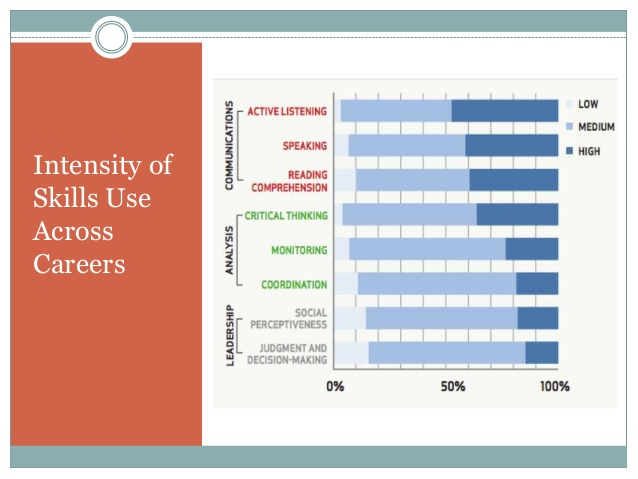 Intensity of
Skills Use
Across
Careers
COMMUNICATIONS
ACTIVE LISTENING
SPEAKING
READING
COMPREHENSION
ANALYSIS
CRITICAL THINKING
MONITORING
COORDINATION
LEADERSHIP
SOCIAL
PERCEPTIVENESS
JUDGMENT AND
DECISION-MAKING
0%
50%
100%
LOW
MEDIUM
HIGH